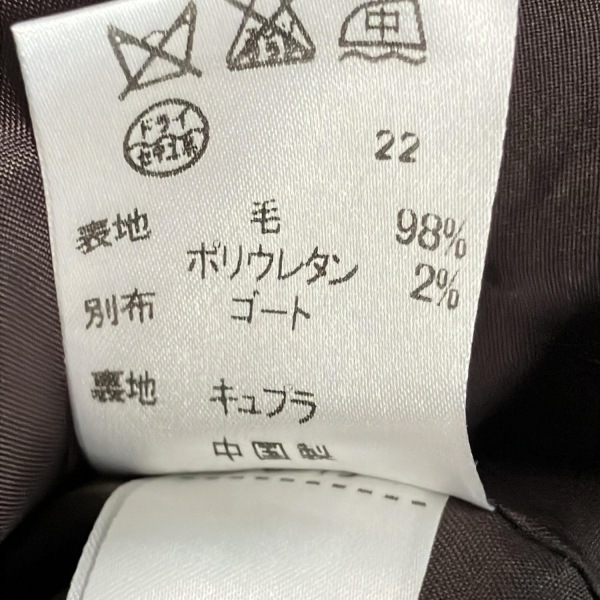 中
ドライ
セキユ系
22
表地 毛 98%
ポリウレタン 2%
別布 ゴート
裏地 キュプラ
中国製